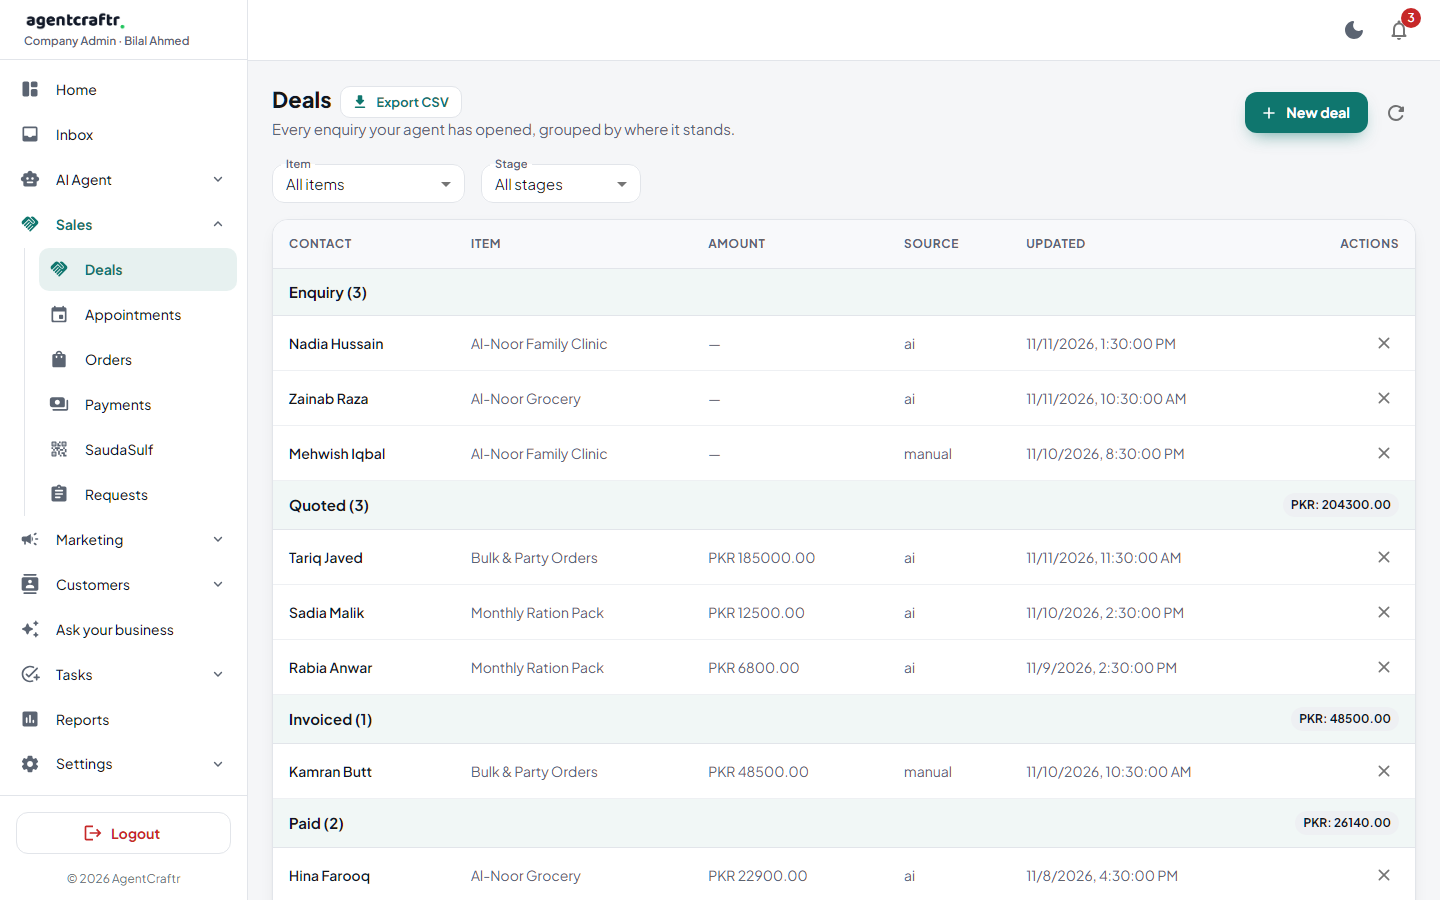 agentcraftr.
Company Admin · Bilal Ahmed
3
Home
Inbox
AI Agent
Sales
Deals
Appointments
Orders
Payments
SaudaSulf
Requests
Marketing
Customers
Ask your business
Tasks
Reports
Settings
Logout
© 2026 AgentCraftr
Deals
Export CSV
Every enquiry your agent has opened, grouped by where it stands.
New deal
Item
All items
Stage
All stages
CONTACT ITEM AMOUNT SOURCE UPDATED ACTIONS
Enquiry (3)
Nadia Hussain Al-Noor Family Clinic — ai 11/11/2026, 1:30:00 PM
Zainab Raza Al-Noor Grocery — ai 11/11/2026, 10:30:00 AM
Mehwish Iqbal Al-Noor Family Clinic — manual 11/10/2026, 8:30:00 PM
Quoted (3) PKR: 204300.00
Tariq Javed Bulk & Party Orders PKR 185000.00 ai 11/11/2026, 11:30:00 AM
Sadia Malik Monthly Ration Pack PKR 12500.00 ai 11/10/2026, 2:30:00 PM
Rabia Anwar Monthly Ration Pack PKR 6800.00 ai 11/9/2026, 2:30:00 PM
Invoiced (1) PKR: 48500.00
Kamran Butt Bulk & Party Orders PKR 48500.00 manual 11/10/2026, 10:30:00 AM
Paid (2) PKR: 26140.00
Hina Farooq Al-Noor Grocery PKR 22900.00 ai 11/8/2026, 4:30:00 PM